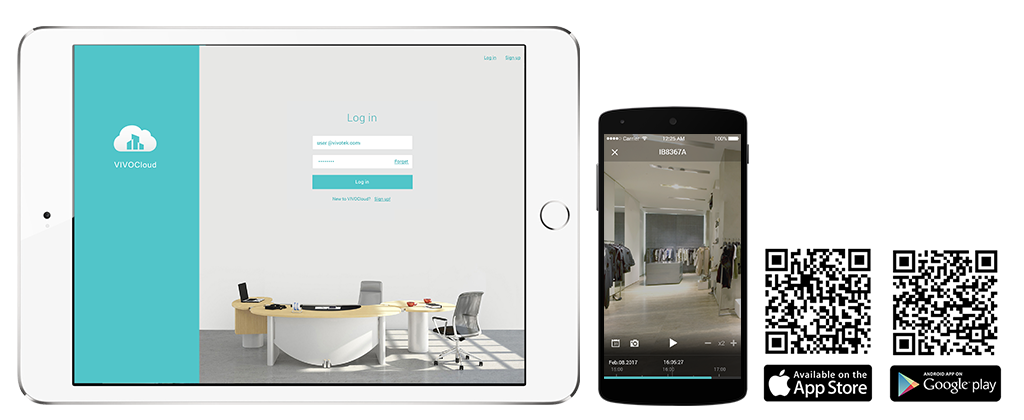 Log in Sign up
VIVOCloud
Log in
user @vivotek.com
Forget
Log in
New to VIVOCloud? Sign up!
Carrier 12:25 AM 100%
IB8367A
x2
Feb.08.2017 16:05:27
16:00
Available on the
App Store
ANDROID APP ON
Google play